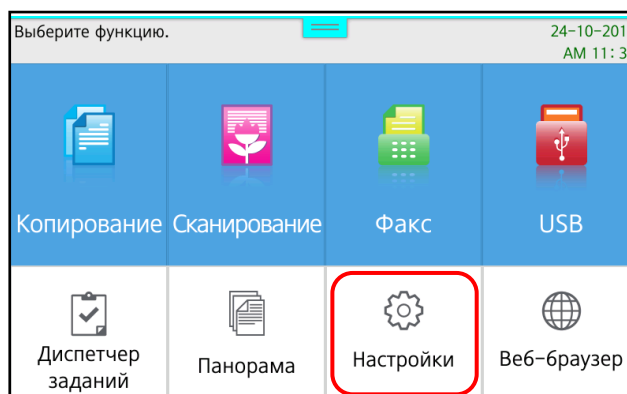 Выберите функцию.
24-10-201
AM 11:3
Копирование
Сканирование
Факс
USB
Диспетчер
заданий
Панорама
Настройки
Веб-браузер